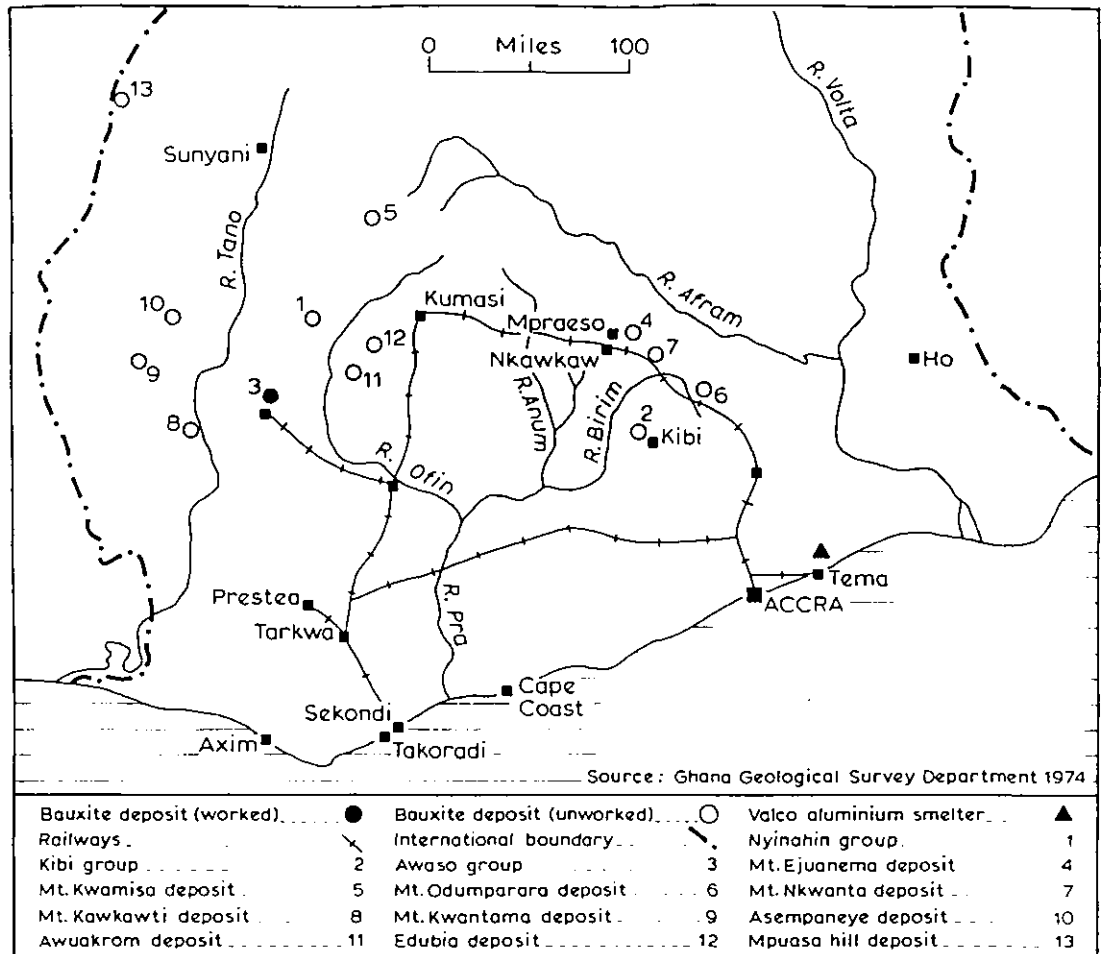 0 Miles 100
13
R. Volta
Sunyani
5
R. Tano
R. Afram
10
1
Kumasi
Mpraeso
4
12
Nkawkaw
7
Ho
9
11
R. Anum
6
3
R. Birim
2
8
Kibi
R. Ofin
Tema
Prestea
ACCRA
R. Pra
Tarkwa
Cape
Coast
Sekondi
Axim
Takoradi
Source: Ghana Geological Survey Department 1974
Bauxite deposit (worked) Bauxite deposit (unworked) Valco aluminium smelter
Railways International boundary Nyinahin group 1
Kibi group 2 Awaso group 3 Mt. Ejuanema deposit 4
Mt. Kwamisa deposit 5 Mt. Odumparara deposit 6 Mt. Nkwanta deposit 7
Mt. Kawkawti deposit 8 Mt. Kwantama deposit 9 Asempaneye deposit 10
Awuakrom deposit 11 Edubia deposit 12 Mpuasa hill deposit 13